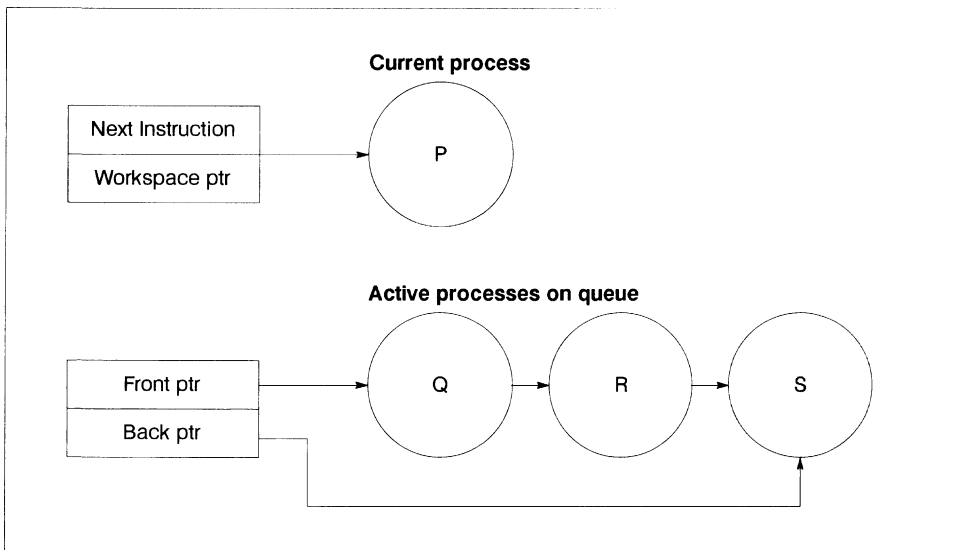 Current process
Next Instruction
P
Workspace ptr
Active processes on queue
Front ptr
Q
R
S
Back ptr